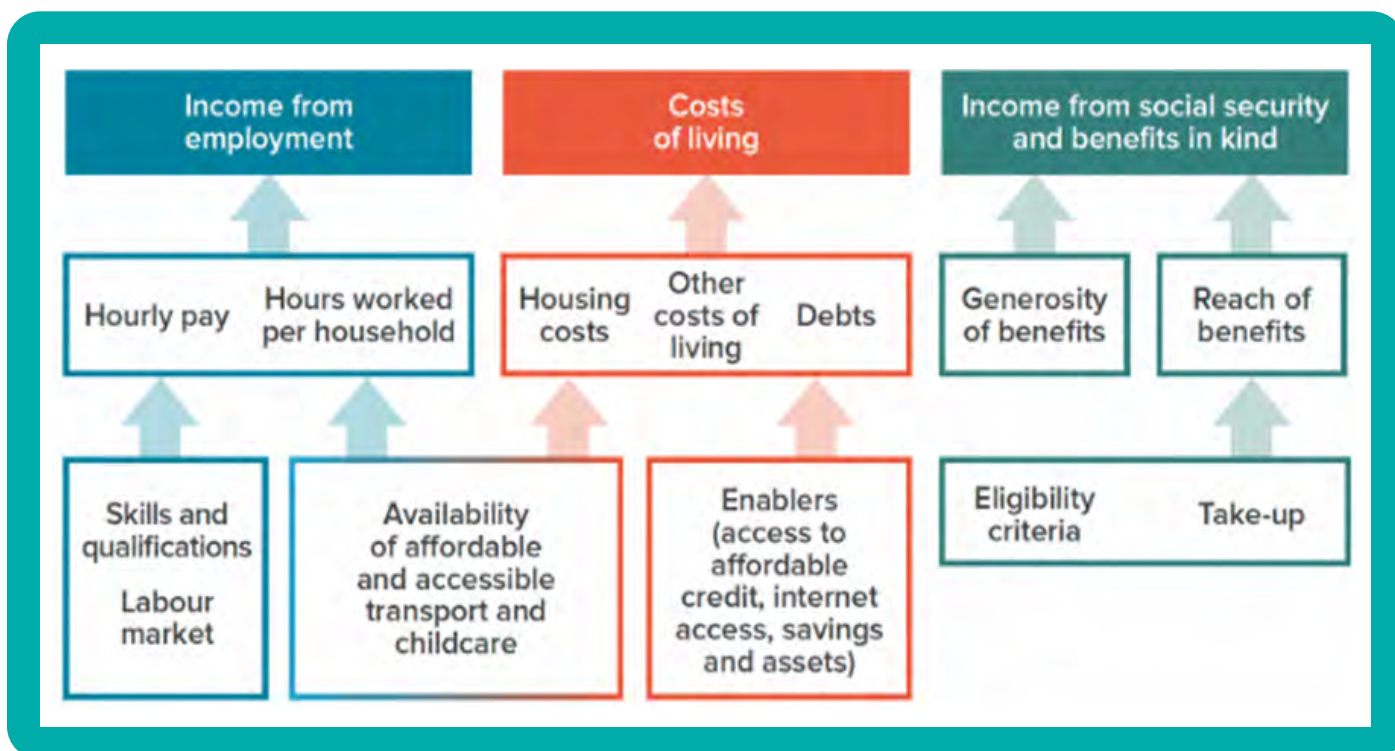 Income from
employment
Costs
of living
Income from social security
and benefits in kind
Hourly pay
Hours worked
per household
Housing
costs
Other
costs of
living
Debts
Generosity
of benefits
Reach of
benefits
Skills and
qualifications
Labour
market
Availability
of affordable
and accessible
transport and
childcare
Enablers
(access to
affordable
credit, internet
access, savings
and assets)
Eligibility
criteria
Take-up